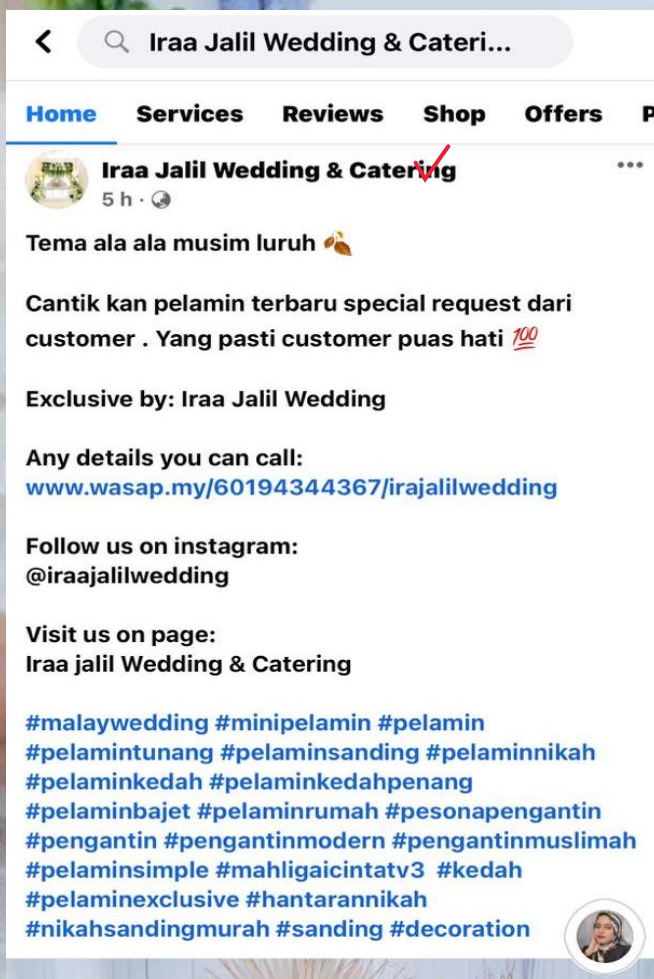 Iraa Jalil Wedding & Cateri...
Home Services Reviews Shop Offers P
Iraa Jalil Wedding & Catering
5 h ·
Tema ala ala musim luruh 🍂
Cantik kan pelamin terbaru special request dari
customer . Yang pasti customer puas hati 💯
Exclusive by: Iraa Jalil Wedding
Any details you can call:
www.wasap.my/60194344367/irajalilwedding
Follow us on instagram:
@iraajalilwedding
Visit us on page:
Iraa jalil Wedding & Catering
#malaywedding #minipelamin #pelamin
#pelamintunang #pelaminsanding #pelaminnikah
#pelaminkedah #pelaminkedahpenang
#pelaminbajet #pelaminrumah #pesonapengantin
#pengantin #pengantinmodern #pengantinmuslimah
#pelaminsimple #mahligaicintatv3 #kedah
#pelaminexclusive #hantarannikah
#nikahsandingmurah #sanding #decoration